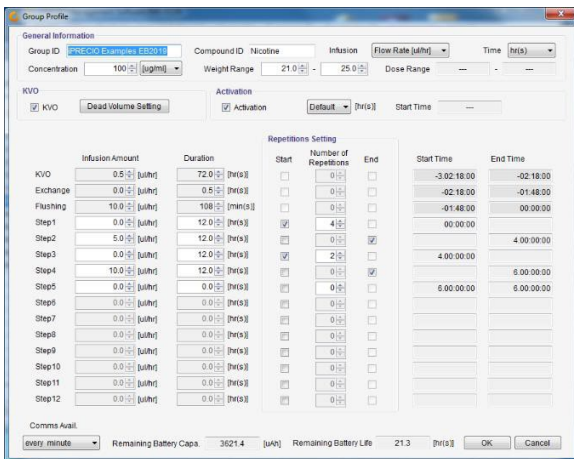 Group Profile
General Information
Group ID IPRECIO Examples EB2019 Compound ID Nicotine Infusion Flow Rate [ul/hr] Time hr(s)
Concentration 100 [ug/ml] Weight Range 21.0 - 25.0 Dose Range --- - ---
KVO Activation
KVO Dead Volume Setting Activation Default [hr(s)] Start Time ---
Repetitions Setting
Infusion Amount Duration Start Number of Repetitions End Start Time End Time
KVO 0.5 [ul/hr] 72.0 [hr(s)] 0 -3.02:18:00 -02:18:00
Exchange 0.0 [ul/hr] 0.5 [hr(s)] 0 -02:18:00 -01:48:00
Flushing 10.0 [ul/hr] 108 [min(s)] 0 -01:48:00 00:00:00
Step1 0.0 [ul/hr] 12.0 [hr(s)] 4 00:00:00
Step2 5.0 [ul/hr] 12.0 [hr(s)] 0 4.00:00:00
Step3 0.0 [ul/hr] 12.0 [hr(s)] 2 4.00:00:00
Step4 10.0 [ul/hr] 12.0 [hr(s)] 0 6.00:00:00
Step5 0.0 [ul/hr] 0.0 [hr(s)] 0 6.00:00:00 6.00:00:00
Step6 0.0 [ul/hr] 0.0 [hr(s)] 0
Step7 0.0 [ul/hr] 0.0 [hr(s)] 0
Step8 0.0 [ul/hr] 0.0 [hr(s)] 0
Step9 0.0 [ul/hr] 0.0 [hr(s)] 0
Step10 0.0 [ul/hr] 0.0 [hr(s)] 0
Step11 0.0 [ul/hr] 0.0 [hr(s)] 0
Step12 0.0 [ul/hr] 0.0 [hr(s)] 0
Comms Avail.
every minute Remaining Battery Capa. 3621.4 [uAh] Remaining Battery Life 21.3 [hr(s)] OK Cancel